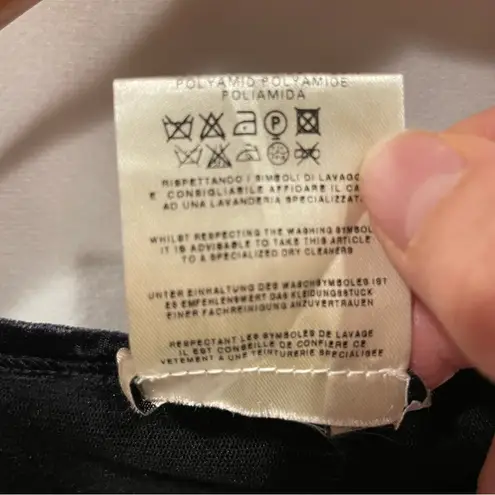 POLYAMID POLYAMIDE
POLIAMIDA
P
RISPETTANDO I SIMBOLI DI LAVAGG
E CONSIGLIABILE AFFIDARE IL CA
AD UNA LAVANDERIA SPECIALIZZAT
WHILST RESPECTING THE WASHING SYMBOL
IT IS ADVISABLE TO TAKE THIS ARTICLE
TO A SPECIALIZED DRY CLEANERS
UNTER EINHALTUNG DES WASCHSYMBOLES IST
ES EMPFEHLENSWERT DAS KLEIDUNGSSTUCK
EINER FACHREINIGUNG ANZUVERTRAUEN
RESPECTANT LES SYMBOLES DE LAVAGE
IL EST CONSEILLE DE CONFIER CE
VETEMENT A UNE TEINTURERIE SPECIALISEE